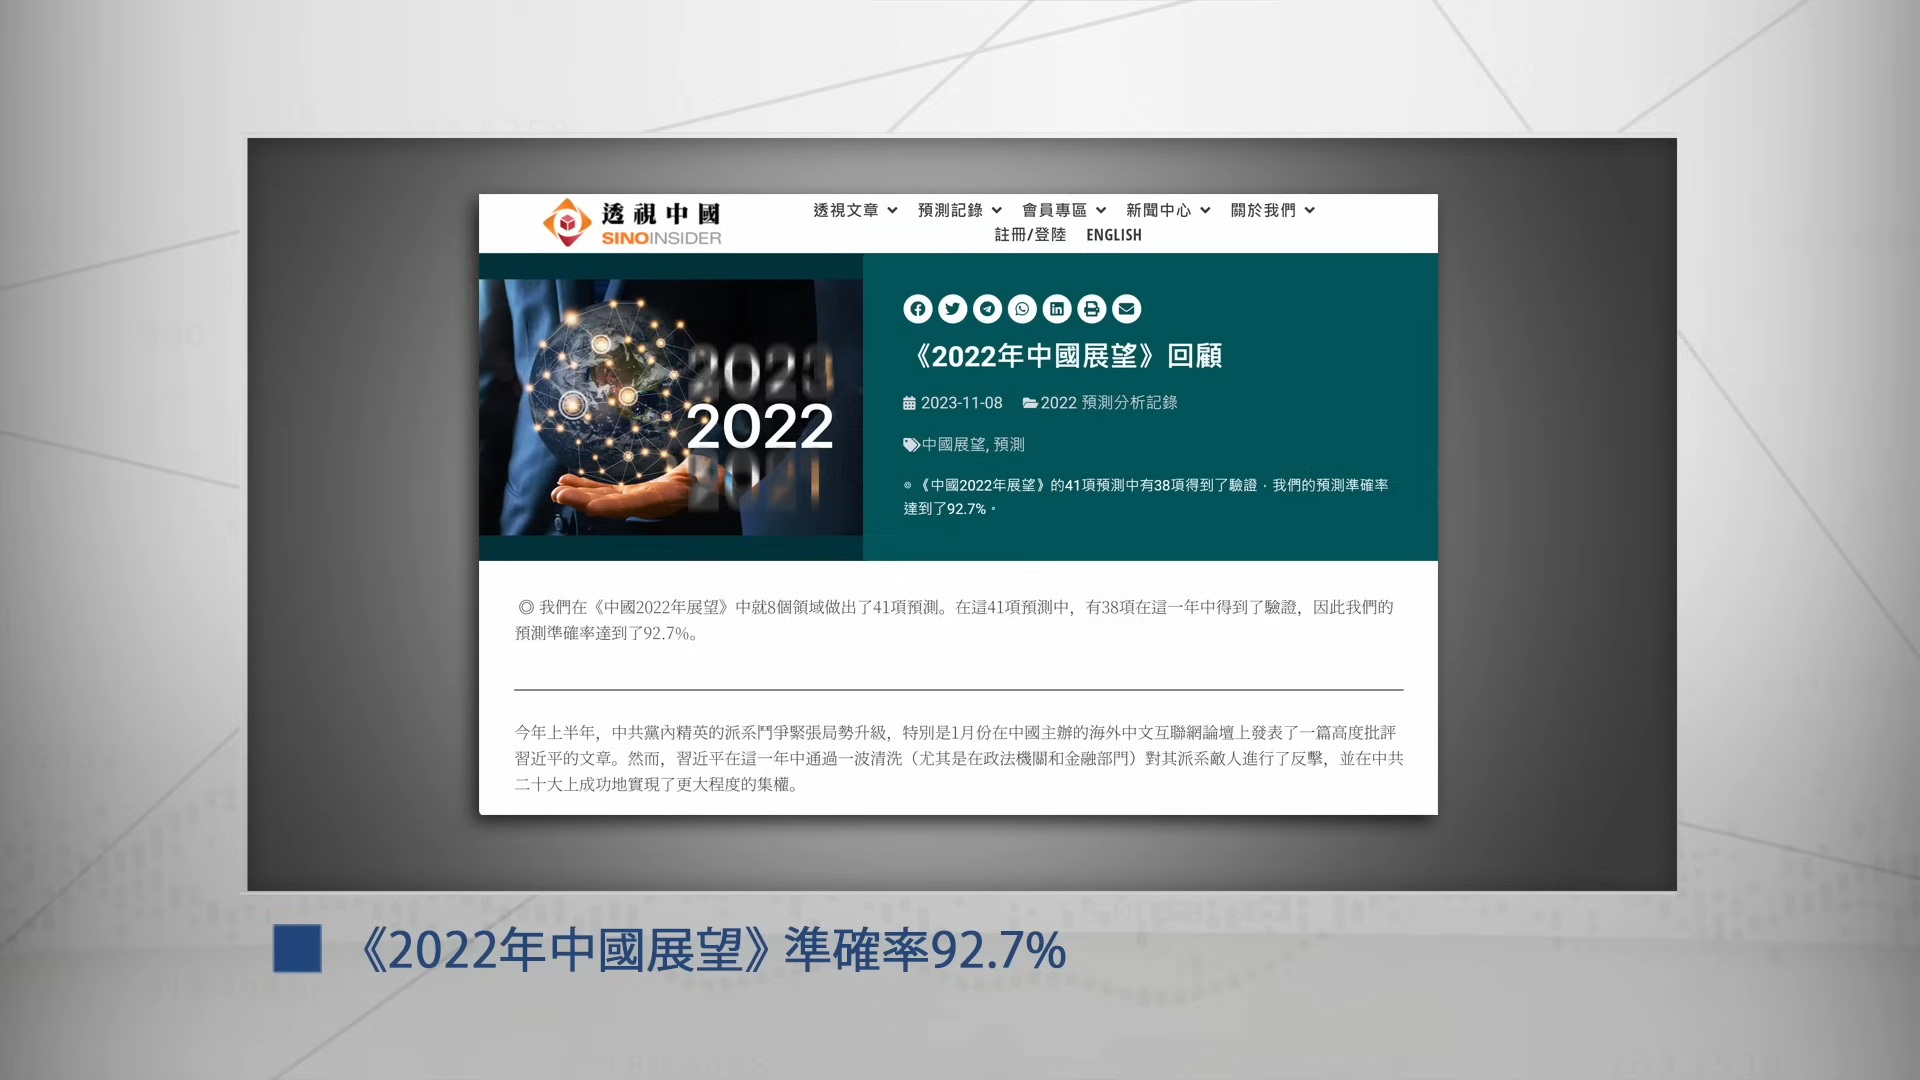 透視中國
SINOINSIDER
透視文章 預測記錄 會員專區 新聞中心 關於我們
註冊/登陸 ENGLISH
2023
2022
2021
《2022年中國展望》回顧
2023-11-08 2022 預測分析記錄
中國展望, 預測
◎《中國2022年展望》的41項預測中有38項得到了驗證，我們的預測準確率
達到了92.7%。
◎ 我們在《中國2022年展望》中就8個領域做出了41項預測。在這41項預測中，有38項在這一年中得到了驗證，因此我們的
預測準確率達到了92.7%。
今年上半年，中共黨內精英的派系鬥爭緊張局勢升級，特別是1月份在中國主辦的海外中文互聯網論壇上發表了一篇高度批評
習近平的文章。然而，習近平在這一年中通過一波清洗（尤其是在政法機關和金融部門）對其派系敵人進行了反擊，並在中共
二十大上成功地實現了更大程度的集權。
《2022年中國展望》準確率92.7%